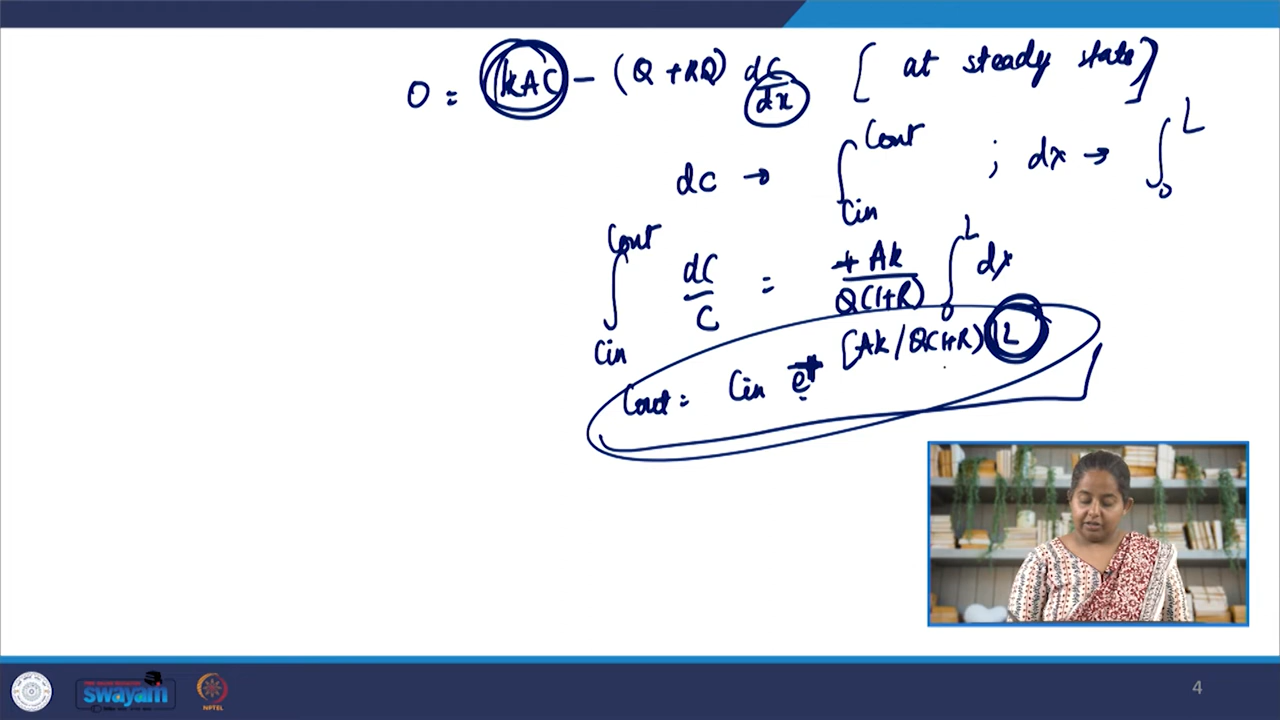 0 = kAC - (Q + RQ) dC/dx [at steady state]
dC → ∫Cin Cout ; dx → ∫0 L
∫Cin Cout dC/C = +Ak/Q(1+R) ∫0 L dx
Cout = Cin e+ [Ak/Q(1+R)] L
swayam
NPTEL
4